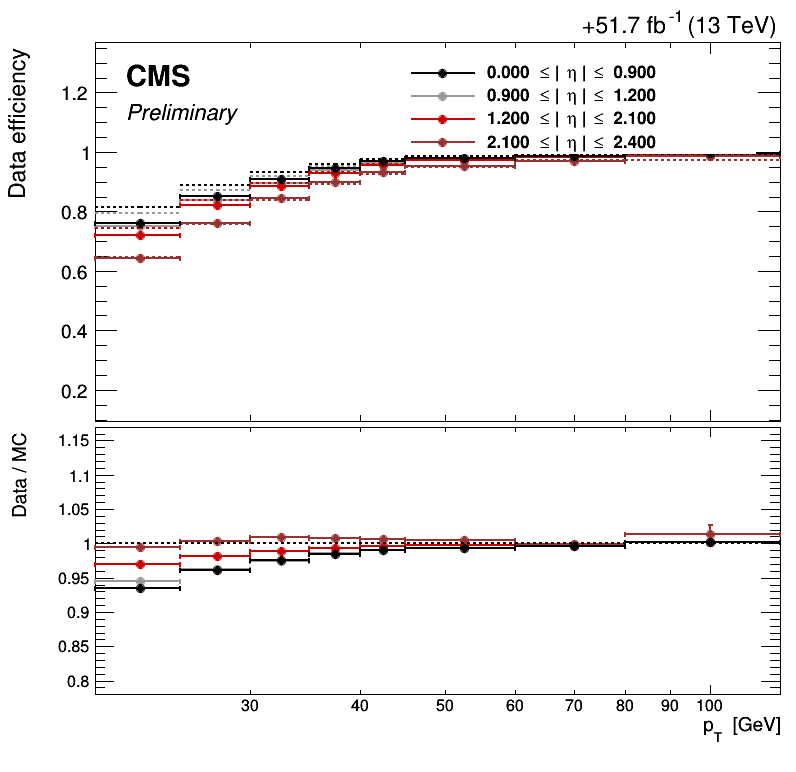 +51.7 fb⁻¹ (13 TeV)
CMS
Preliminary
0.000 ≤| η |≤ 0.900
0.900 ≤| η |≤ 1.200
1.200 ≤| η |≤ 2.100
2.100 ≤| η |≤ 2.400
Data efficiency
1.2
1
0.8
0.6
0.4
0.2
Data / MC
1.15
1.1
1.05
1
0.95
0.9
0.85
0.8
30 40 50 60 70 80 90 100
p_T [GeV]